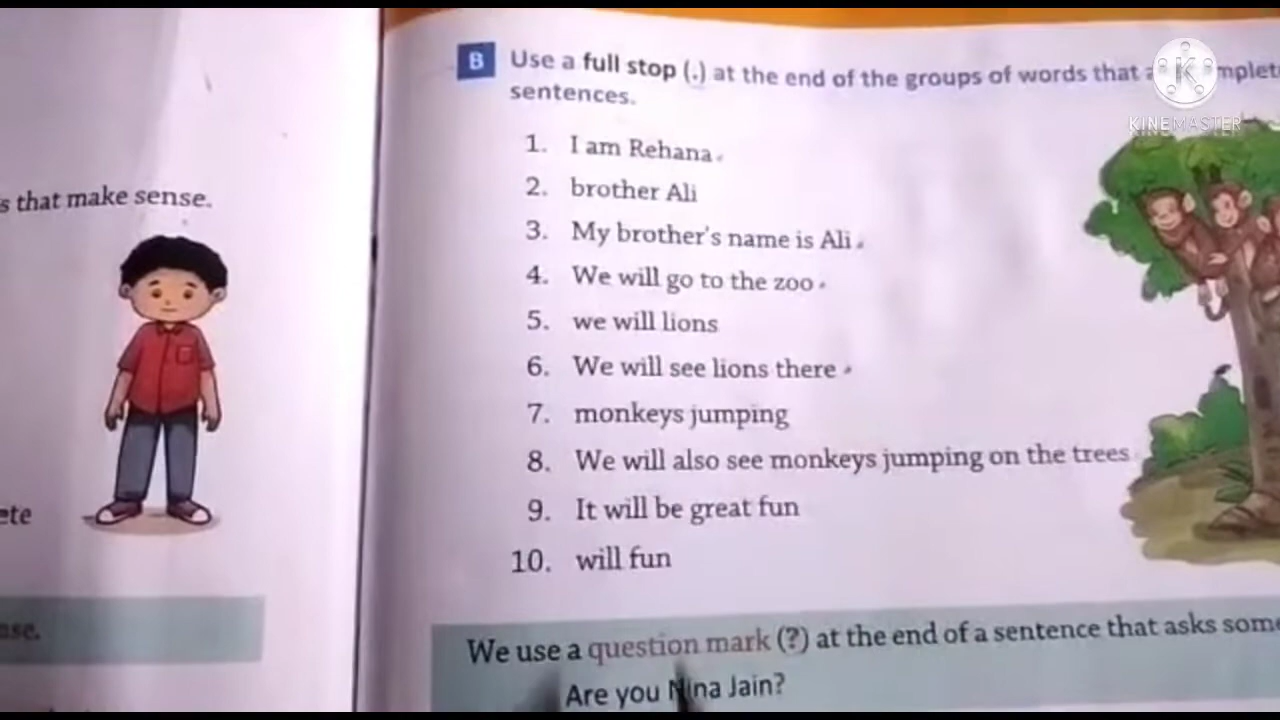 s that make sense.
ete
nse.
B Use a full stop (.) at the end of the groups of words that
sentences.
1. I am Rehana.
2. brother Ali
3. My brother's name is Ali.
4. We will go to the zoo.
5. we will lions
6. We will see lions there.
7. monkeys jumping
8. We will also see monkeys jumping on the trees
9. It will be great fun
10. will fun
We use a question mark (?) at the end of a sentence that asks some
Are you Nina Jain?
K
KINEMASTER